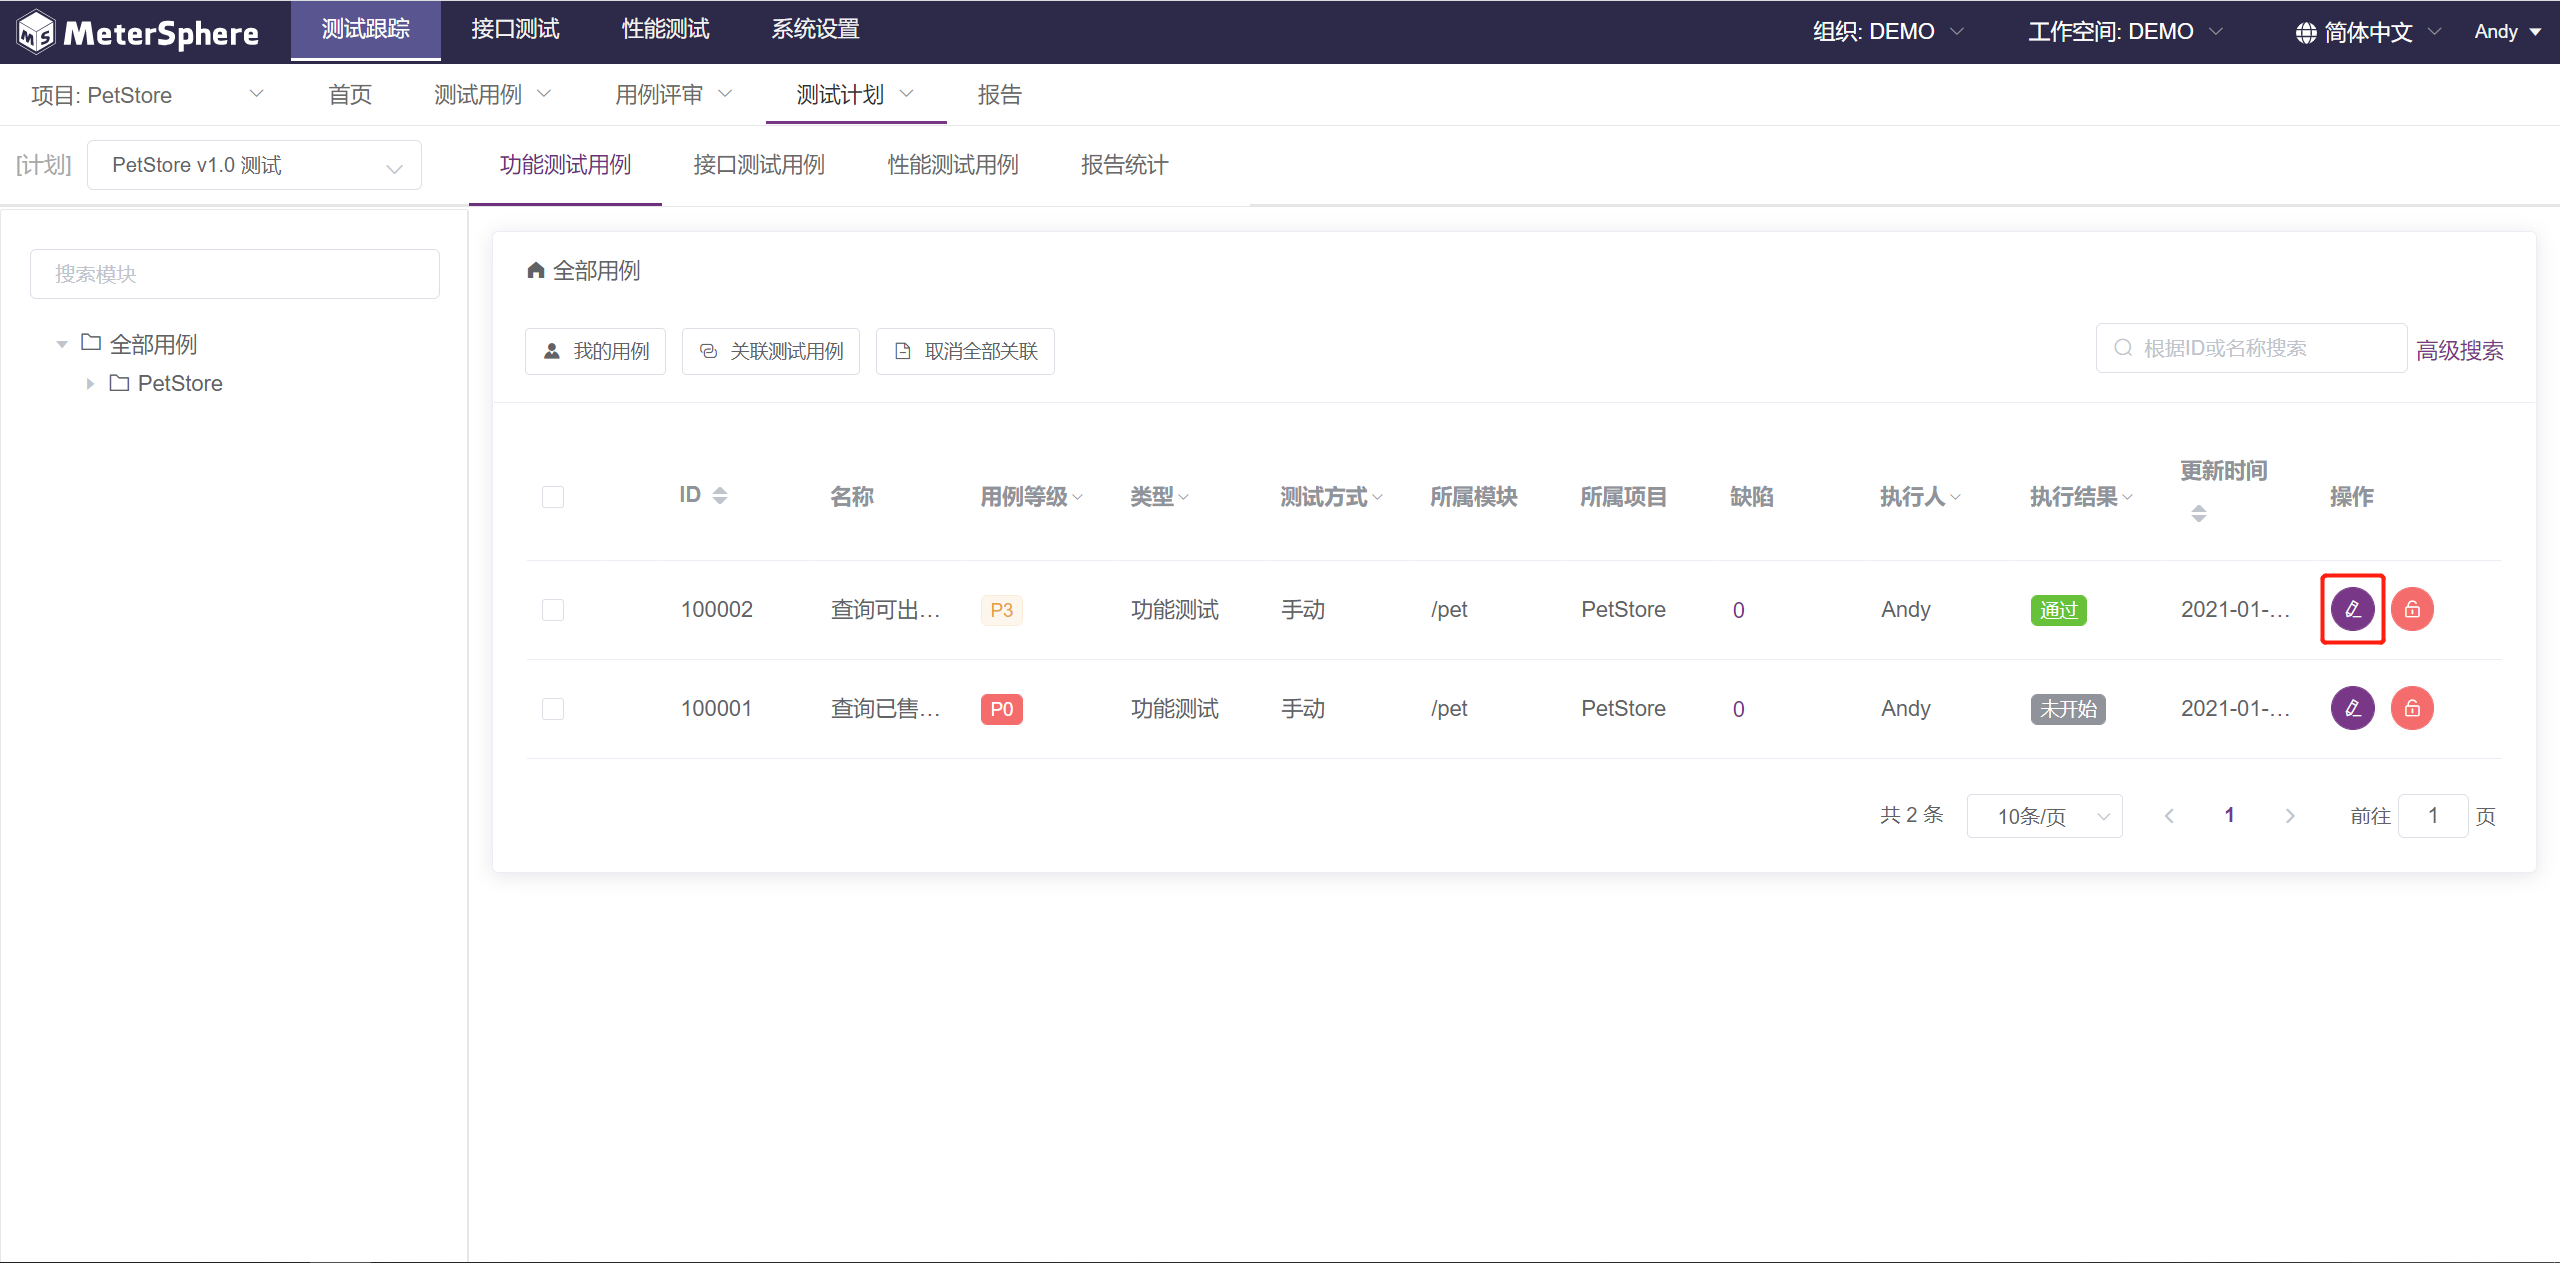 MeterSphere 测试跟踪 接口测试 性能测试 系统设置 组织: DEMO 工作空间: DEMO 简体中文 Andy
项目: PetStore 首页 测试用例 用例评审 测试计划 报告
[计划] PetStore v1.0 测试 功能测试用例 接口测试用例 性能测试用例 报告统计
搜索模块
全部用例
PetStore
全部用例
我的用例 关联测试用例 取消全部关联 根据ID或名称搜索 高级搜索
ID 名称 用例等级 类型 测试方式 所属模块 所属项目 缺陷 执行人 执行结果 更新时间 操作
100002 查询可出... P3 功能测试 手动 /pet PetStore 0 Andy 通过 2021-01-...
100001 查询已售... P0 功能测试 手动 /pet PetStore 0 Andy 未开始 2021-01-...
共 2 条 10条/页 1 前往 1 页